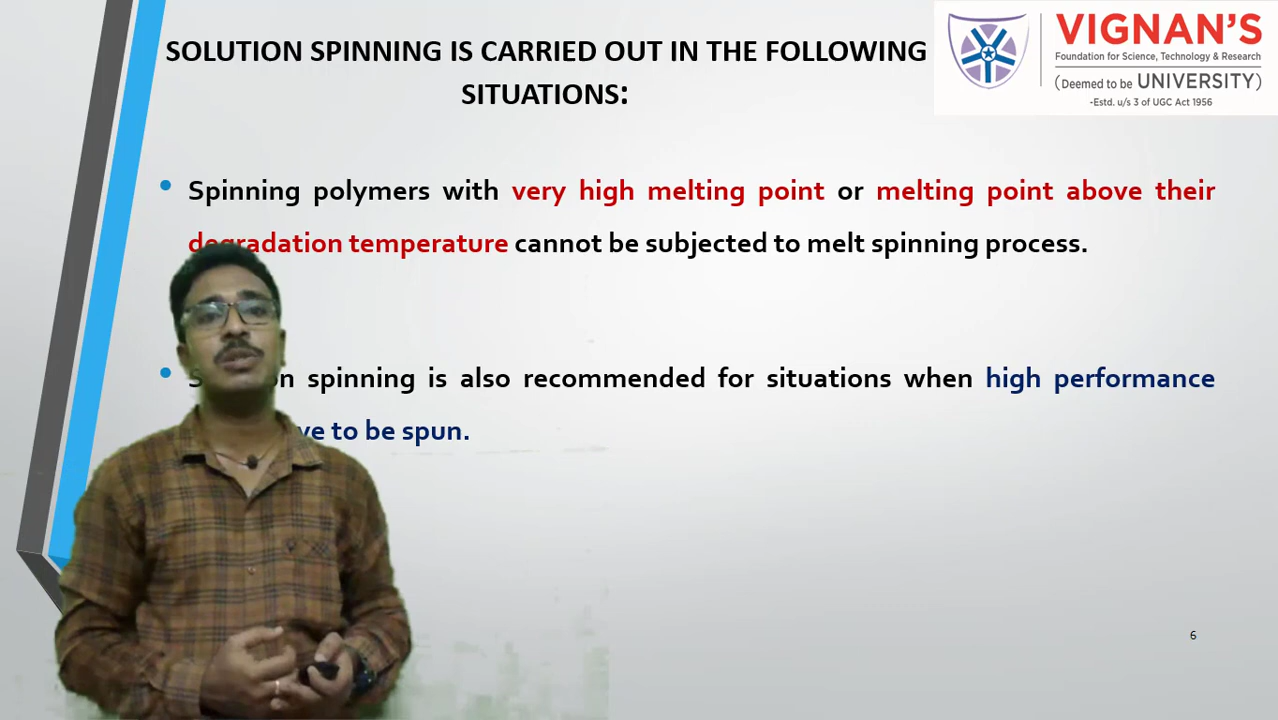 SOLUTION SPINNING IS CARRIED OUT IN THE FOLLOWING
SITUATIONS:
VIGNAN'S
Foundation for Science, Technology & Research
(Deemed to be UNIVERSITY)
-Estd. u/s 3 of UGC Act 1956
Spinning polymers with very high melting point or melting point above their
degradation temperature cannot be subjected to melt spinning process.
spinning is also recommended for situations when high performance
to be spun.
6